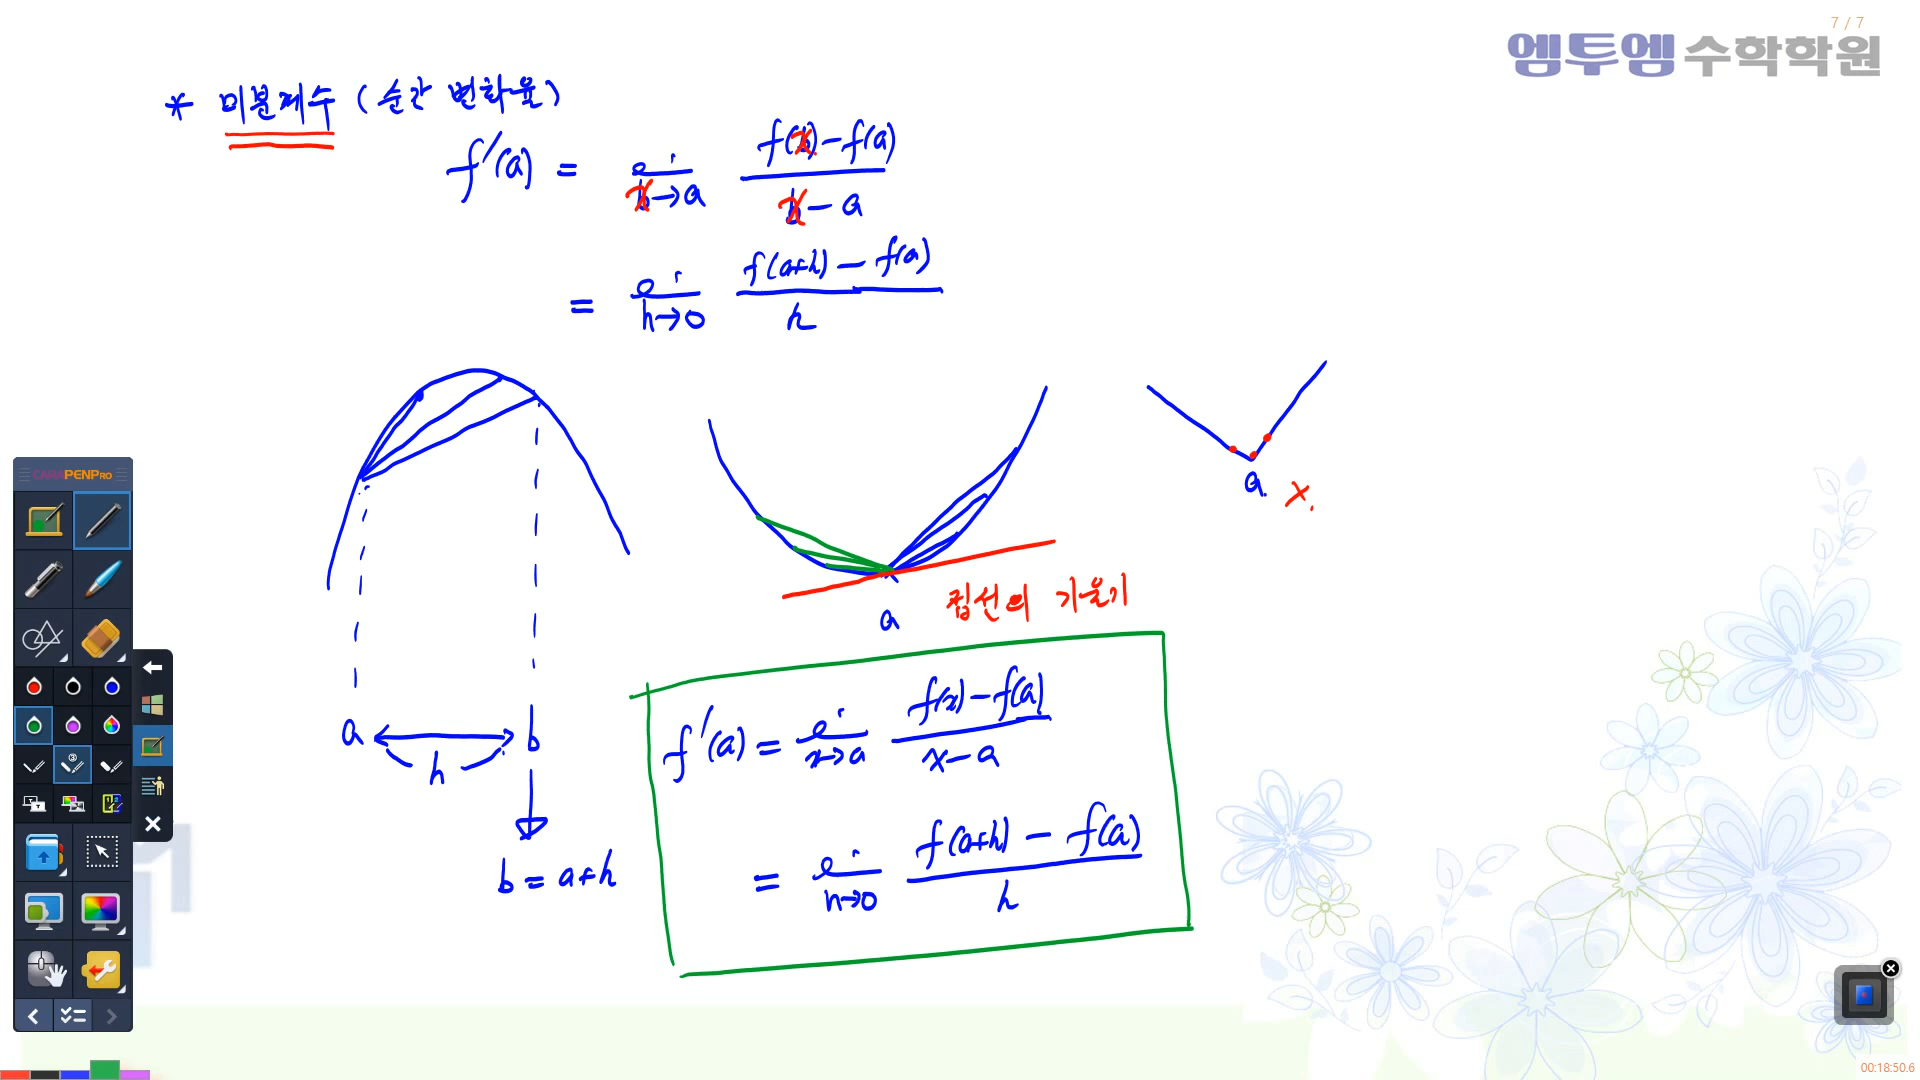 7 / 7
엠투엠 수학학원
* 미분계수 (순간 변화율)
f'(a) = lim x→a f(x)-f(a) / x-a
= lim h→0 f(a+h) - f(a) / h
a
a h b
b = a+h
a
접선의 기울기
a. x.
f'(a) = lim x→a f(x)-f(a) / x-a
= lim h→0 f(a+h) - f(a) / h
CARAPENPRO
00:18:50.6